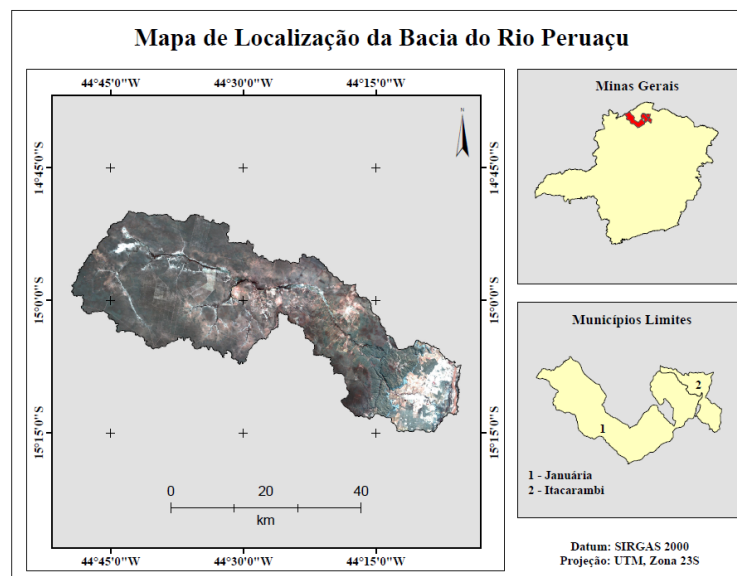 Mapa de Localização da Bacia do Rio Peruaçu
44°45'0"W 44°30'0"W 44°15'0"W
N
14°45'0"S
14°45'0"S
15°0'0"S
15°0'0"S
15°15'0"S
15°15'0"S
0 20 40
km
44°45'0"W 44°30'0"W 44°15'0"W
Minas Gerais
Municípios Limites
2
1
1 - Januária
2 - Itacarambi
Datum: SIRGAS 2000
Projeção: UTM, Zona 23S